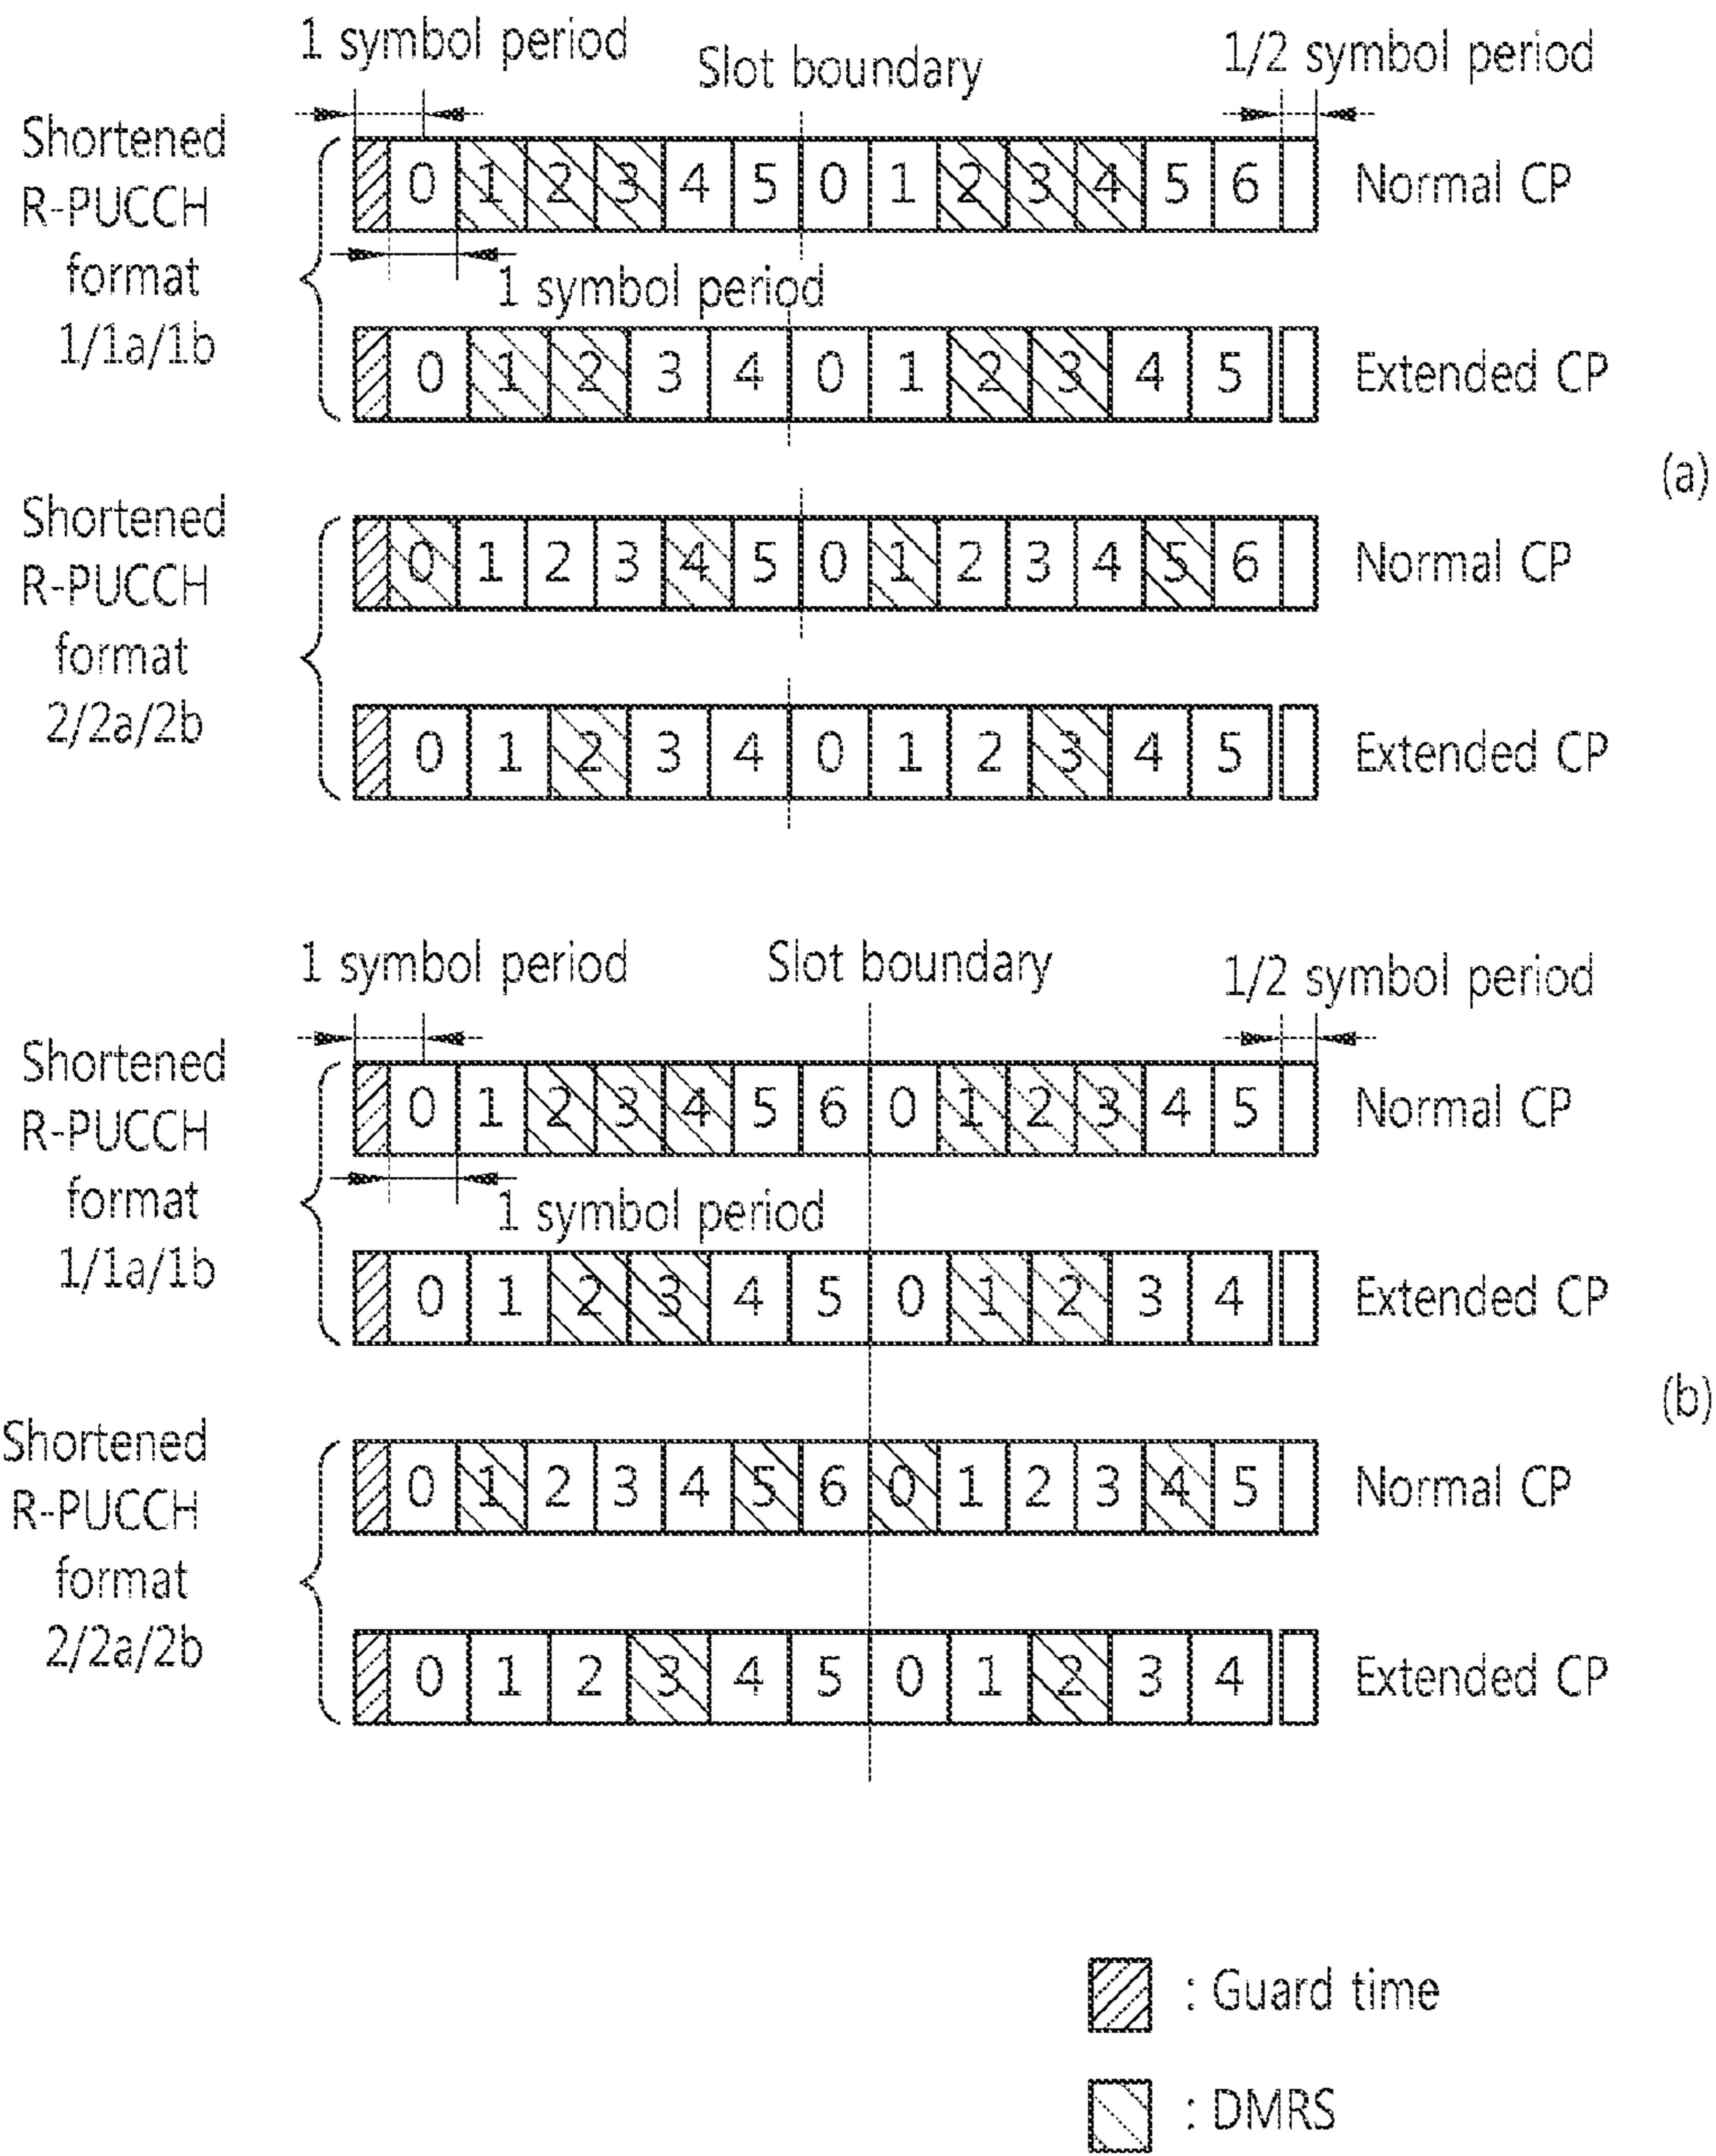 1 symbol period
Slot boundary
1/2 symbol period
Shortened
R-PUCCH
format
1/1a/1b
0 1 2 3 4 5 0 1 2 3 4 5 6
Normal CP
1 symbol period
0 1 2 3 4 0 1 2 3 4 5
Extended CP
(a)
Shortened
R-PUCCH
format
2/2a/2b
0 1 2 3 4 5 0 1 2 3 4 5 6
Normal CP
0 1 2 3 4 0 1 2 3 4 5
Extended CP
1 symbol period
Slot boundary
1/2 symbol period
Shortened
R-PUCCH
format
1/1a/1b
0 1 2 3 4 5 6 0 1 2 3 4 5
Normal CP
1 symbol period
0 1 2 3 4 5 0 1 2 3 4
Extended CP
(b)
Shortened
R-PUCCH
format
2/2a/2b
0 1 2 3 4 5 6 0 1 2 3 4 5
Normal CP
0 1 2 3 4 5 0 1 2 3 4
Extended CP
: Guard time
: DMRS